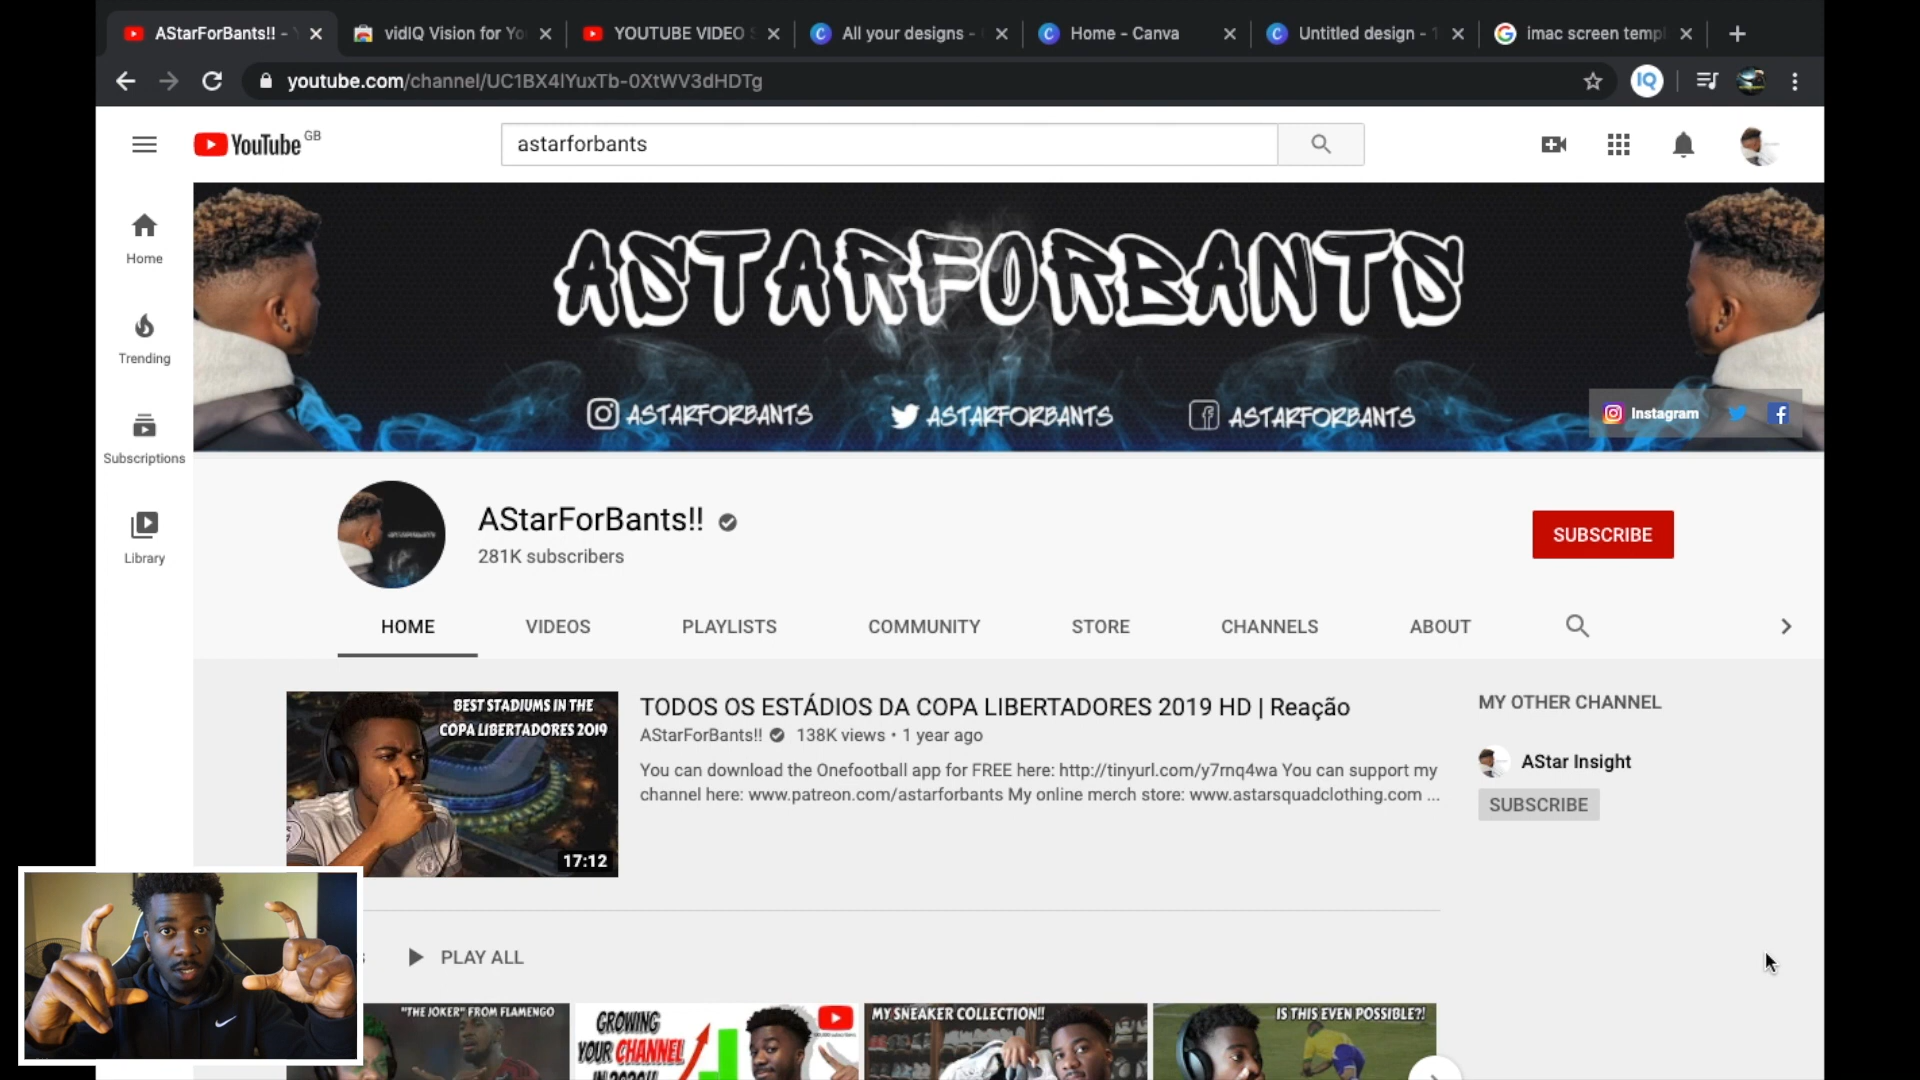 AStarForBants!! -
vidIQ Vision for Yo
YOUTUBE VIDEO S
All your designs -
Home - Canva
Untitled design - 1
imac screen templ
youtube.com/channel/UC1BX4lYuxTb-0XtWV3dHDTg
IQ
YouTube GB
astarforbants
Home
Trending
Subscriptions
Library
ASTARFORBANTS
ASTARFORBANTS
ASTARFORBANTS
ASTARFORBANTS
Instagram
AStarForBants!!
281K subscribers
SUBSCRIBE
HOME
VIDEOS
PLAYLISTS
COMMUNITY
STORE
CHANNELS
ABOUT
BEST STADIUMS IN THE
COPA LIBERTADORES 2019
17:12
TODOS OS ESTÁDIOS DA COPA LIBERTADORES 2019 HD | Reação
AStarForBants!! 138K views • 1 year ago
You can download the Onefootball app for FREE here: http://tinyurl.com/y7mq4wa You can support my
channel here: www.patreon.com/astarforbants My online merch store: www.astarsquadclothing.com ...
MY OTHER CHANNEL
AStar Insight
SUBSCRIBE
PLAY ALL
"THE JOKER" FROM FLAMENGO
GROWING
YOUR CHANNEL
IN 2020!!
MY SNEAKER COLLECTION!!
IS THIS EVEN POSSIBLE?!